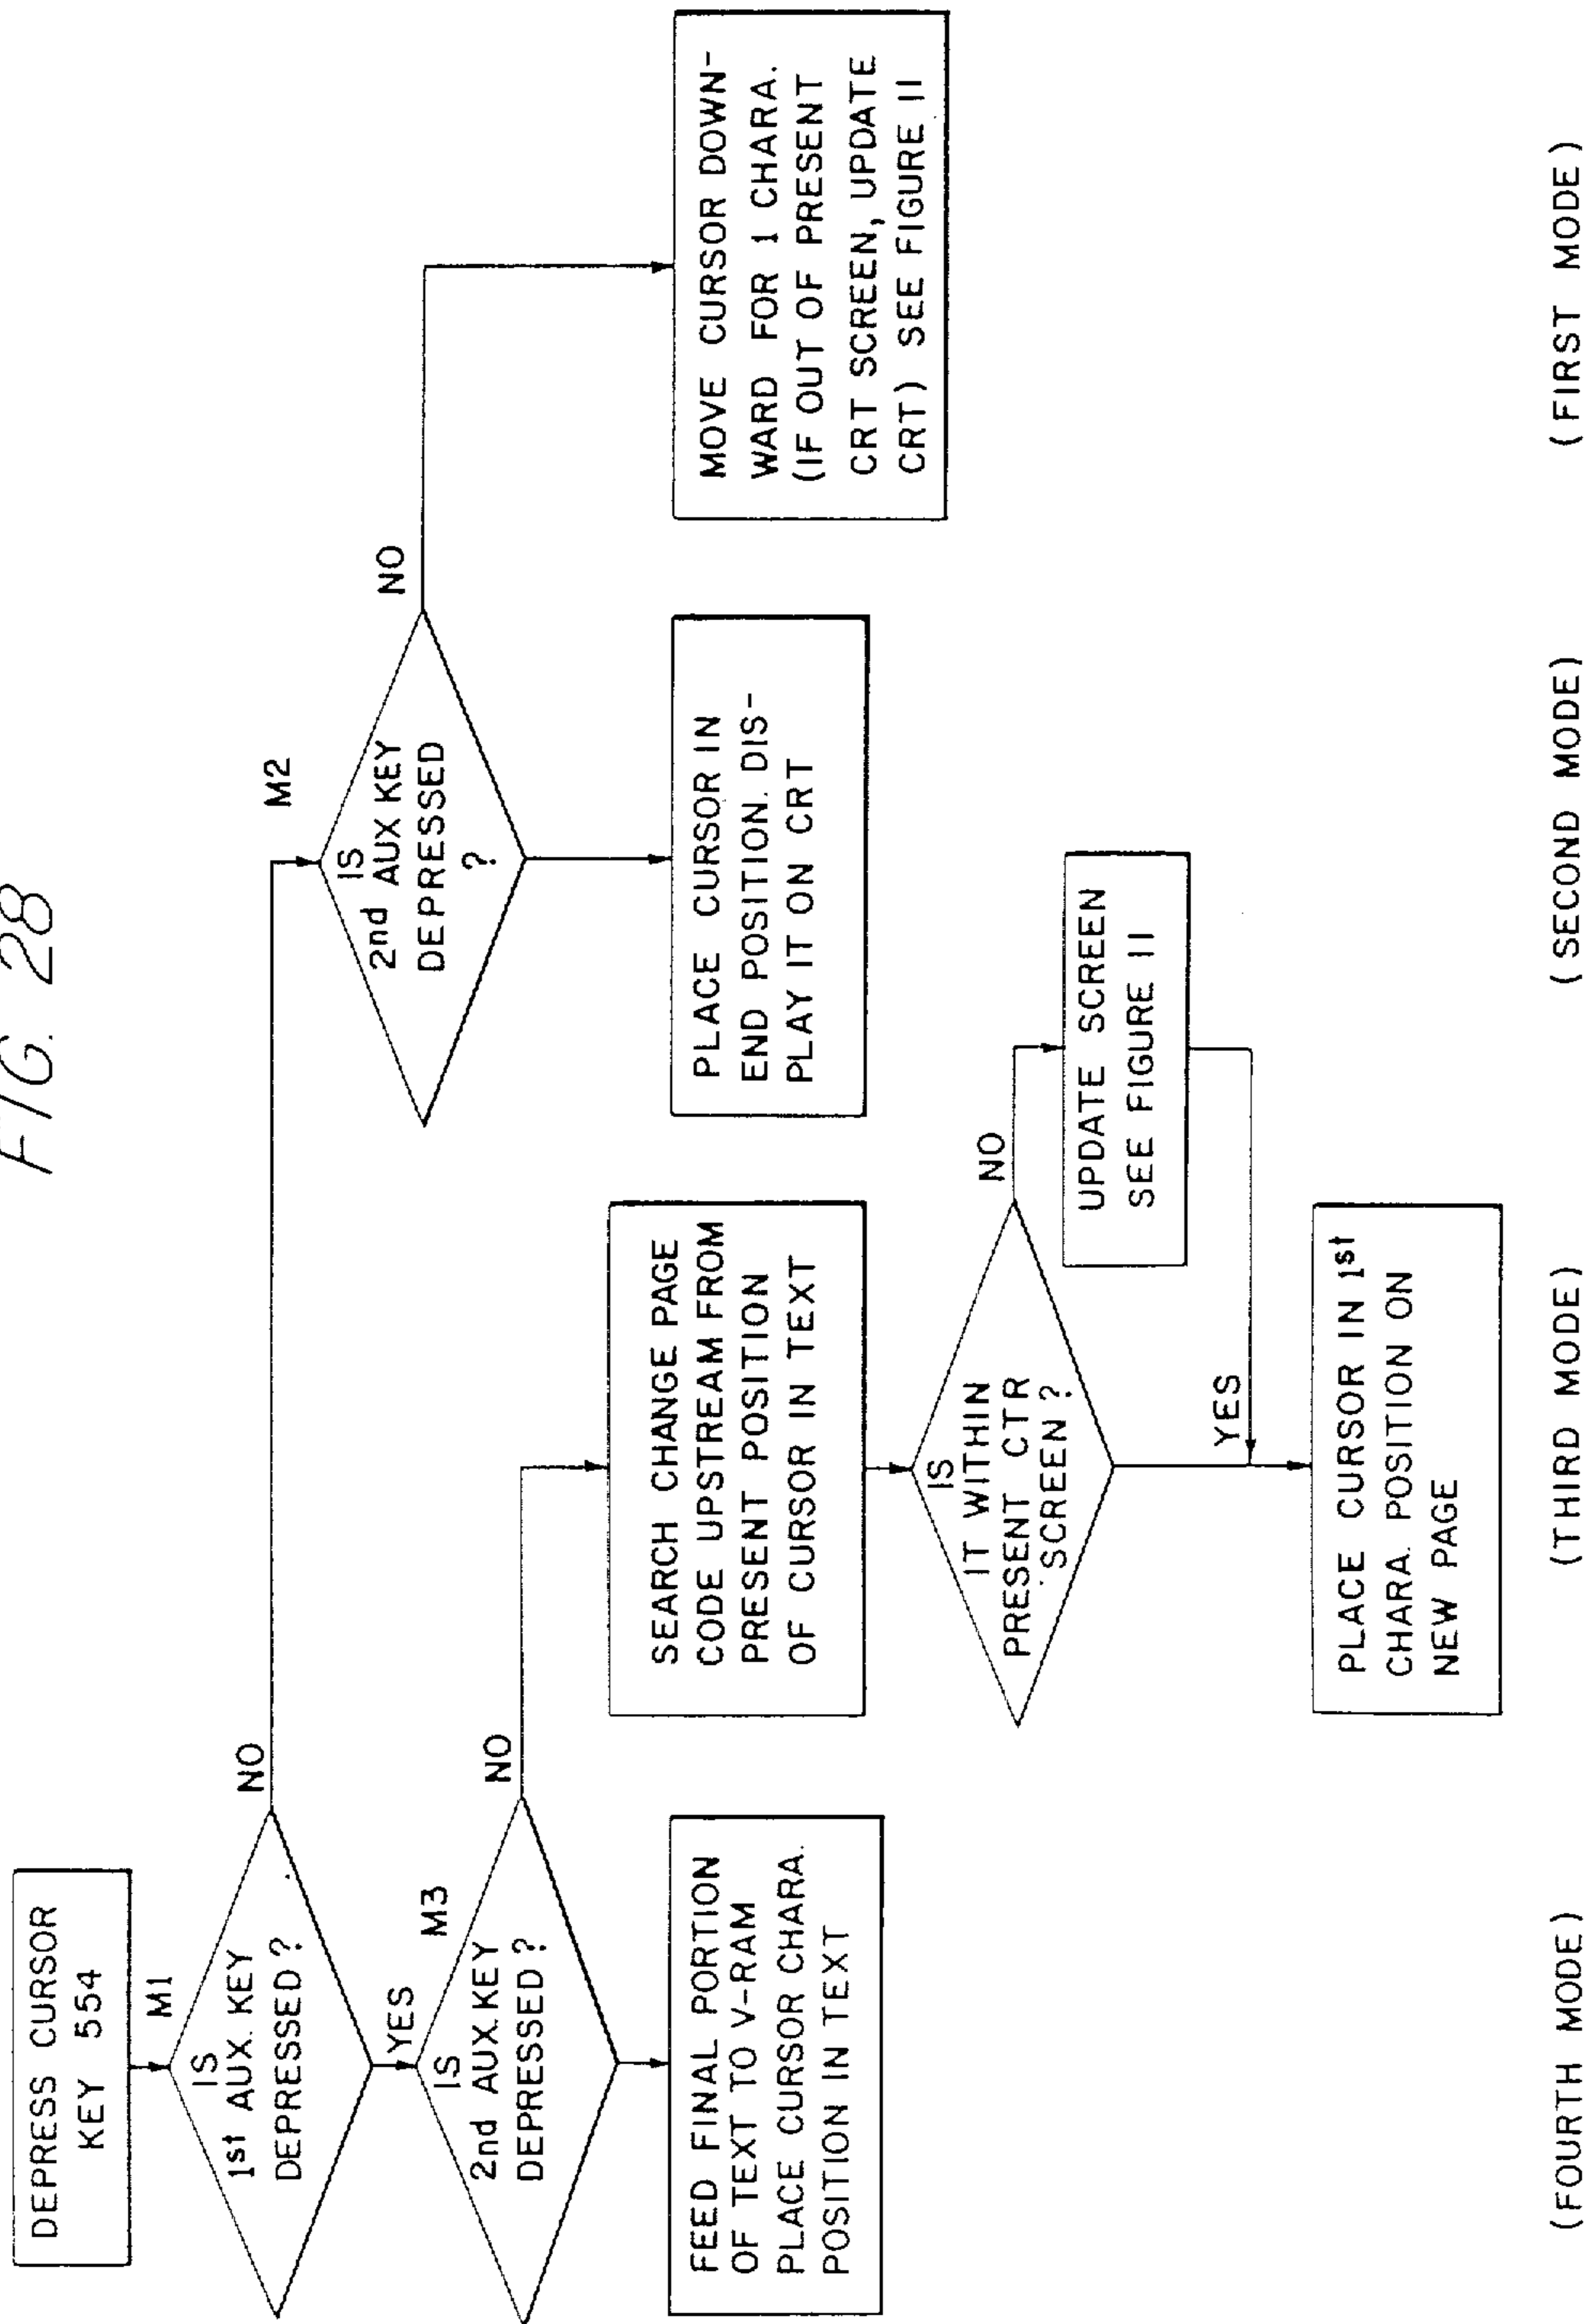 FIG. 28
DEPRESS CURSOR
KEY 554
M1
IS
1st AUX. KEY
DEPRESSED?
NO
YES
M2
IS
2nd AUX KEY
DEPRESSED
?
NO
M3
IS
2nd AUX.KEY
DEPRESSED?
NO
FEED FINAL PORTION
OF TEXT TO V-RAM
PLACE CURSOR CHARA.
POSITION IN TEXT
SEARCH CHANGE PAGE
CODE UPSTREAM FROM
PRESENT POSITION
OF CURSOR IN TEXT
PLACE CURSOR IN
END POSITION. DIS-
PLAY IT ON CRT
MOVE CURSOR DOWN-
WARD FOR 1 CHARA.
(IF OUT OF PRESENT
CRT SCREEN, UPDATE
CRT) SEE FIGURE 11
IS
IT WITHIN
PRESENT CTR
SCREEN?
NO
UPDATE SCREEN
SEE FIGURE 11
YES
PLACE CURSOR IN 1st
CHARA. POSITION ON
NEW PAGE
(FOURTH MODE)
(THIRD MODE)
(SECOND MODE)
(FIRST MODE)